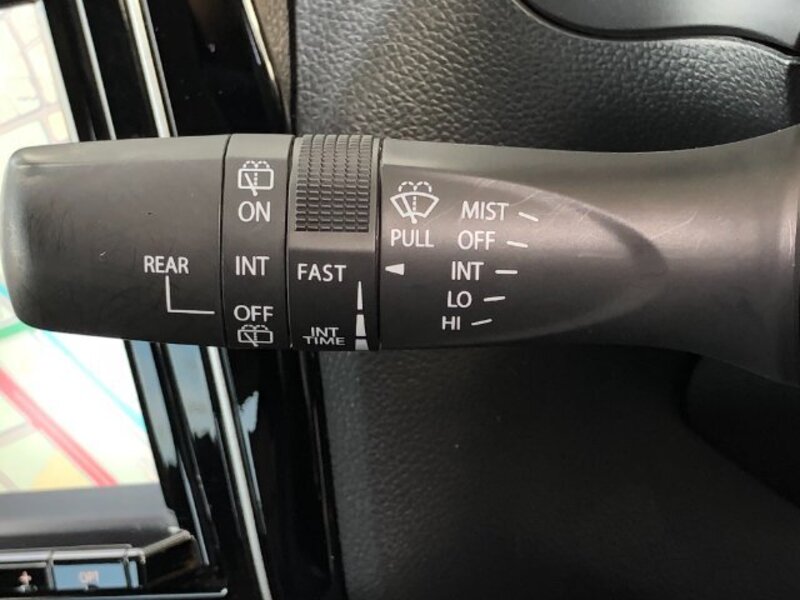 REAR
ON
INT
OFF
FAST
INT
TIME
PULL
MIST
OFF
INT
LO
HI